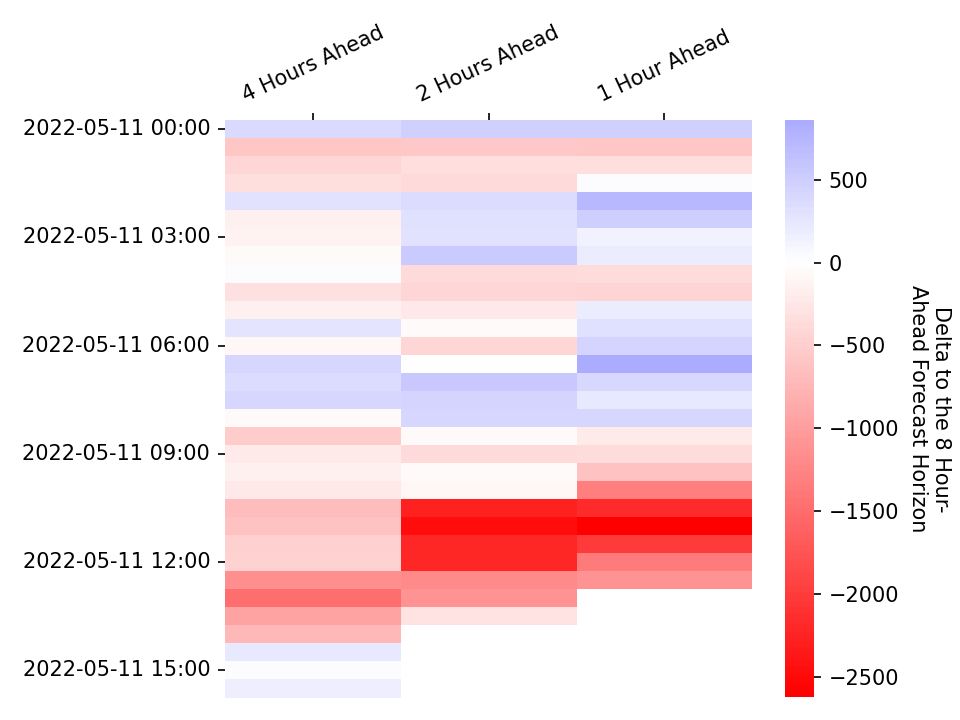 4 Hours Ahead
2 Hours Ahead
1 Hour Ahead
2022-05-11 00:00
2022-05-11 03:00
2022-05-11 06:00
2022-05-11 09:00
2022-05-11 12:00
2022-05-11 15:00
500
0
−500
−1000
−1500
−2000
−2500
Delta to the 8 Hour-
Ahead Forecast Horizon